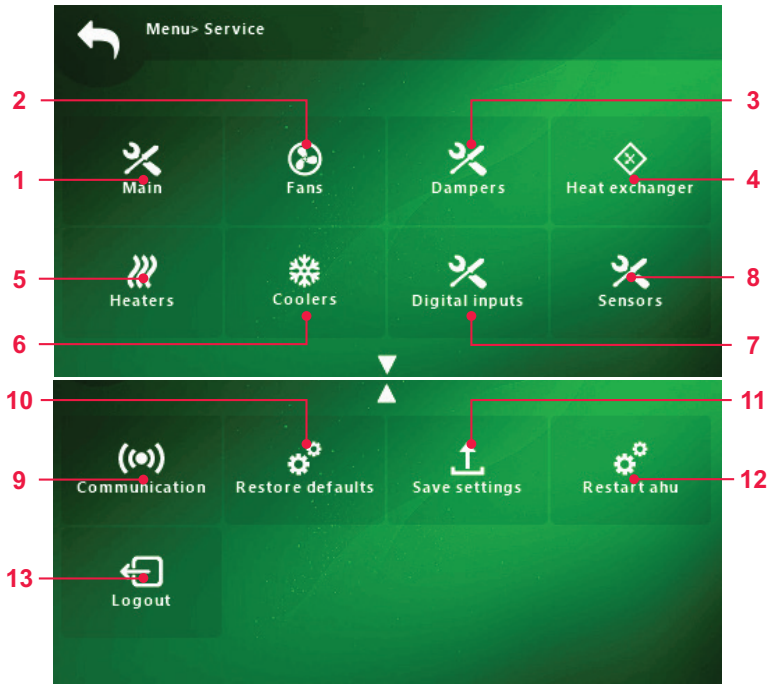 Menu> Service
2
3
1
Main
Fans
Dampers
Heat exchanger
4
5
Heaters
Coolers
Digital inputs
Sensors
8
6
7
10
11
9
Communication
Restore defaults
Save settings
Restart ahu
12
13
Logout